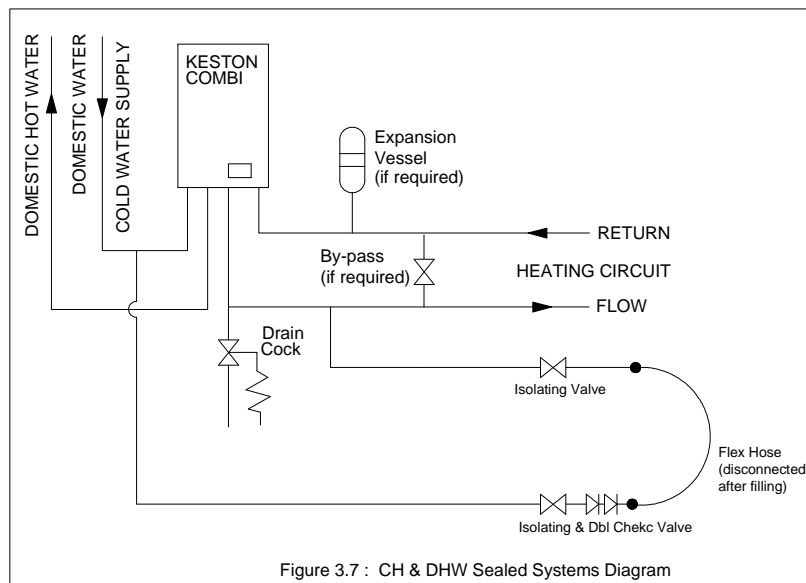 DOMESTIC HOT WATER
DOMESTIC WATER
COLD WATER SUPPLY
KESTON
COMBI
Expansion
Vessel
(if required)
RETURN
By-pass
(if required)
HEATING CIRCUIT
FLOW
Drain
Cock
Isolating Valve
Flex Hose
(disconnected
after filling)
Isolating & Dbl Chekc Valve
Figure 3.7 : CH & DHW Sealed Systems Diagram